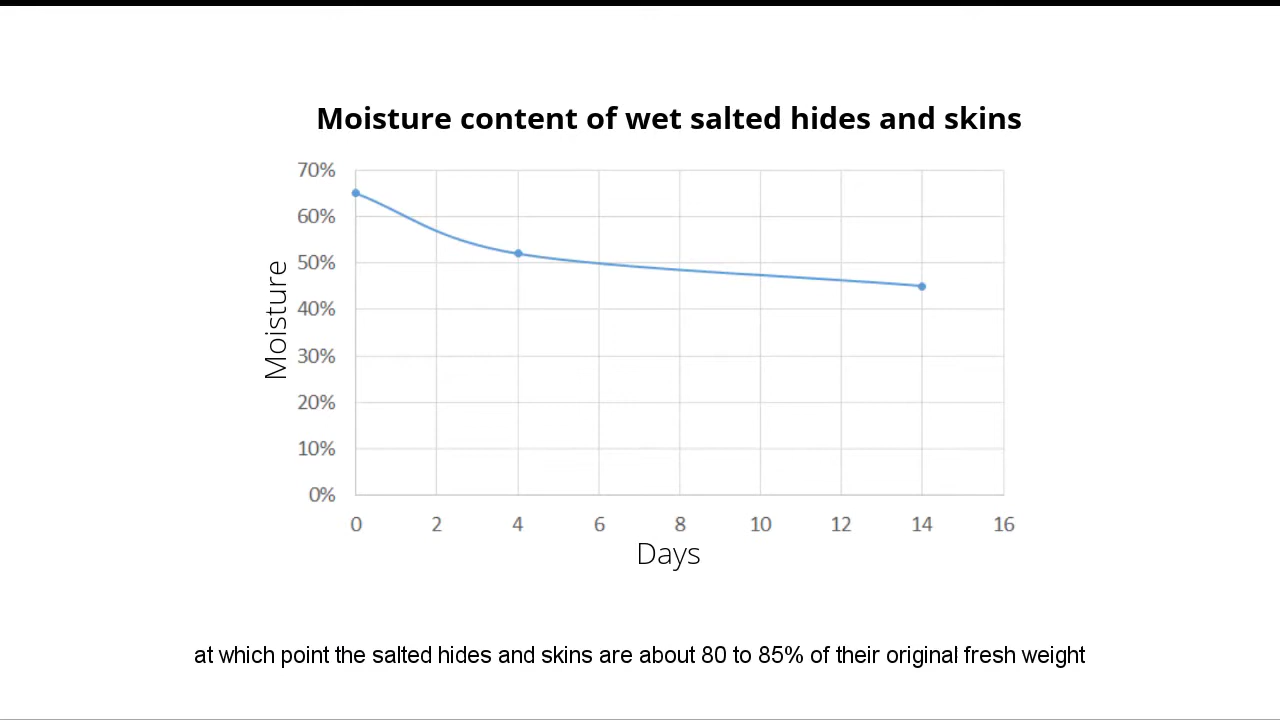 Moisture content of wet salted hides and skins
70%
60%
50%
40%
30%
20%
10%
0%
Moisture
0 2 4 6 8 10 12 14 16
Days
at which point the salted hides and skins are about 80 to 85% of their original fresh weight